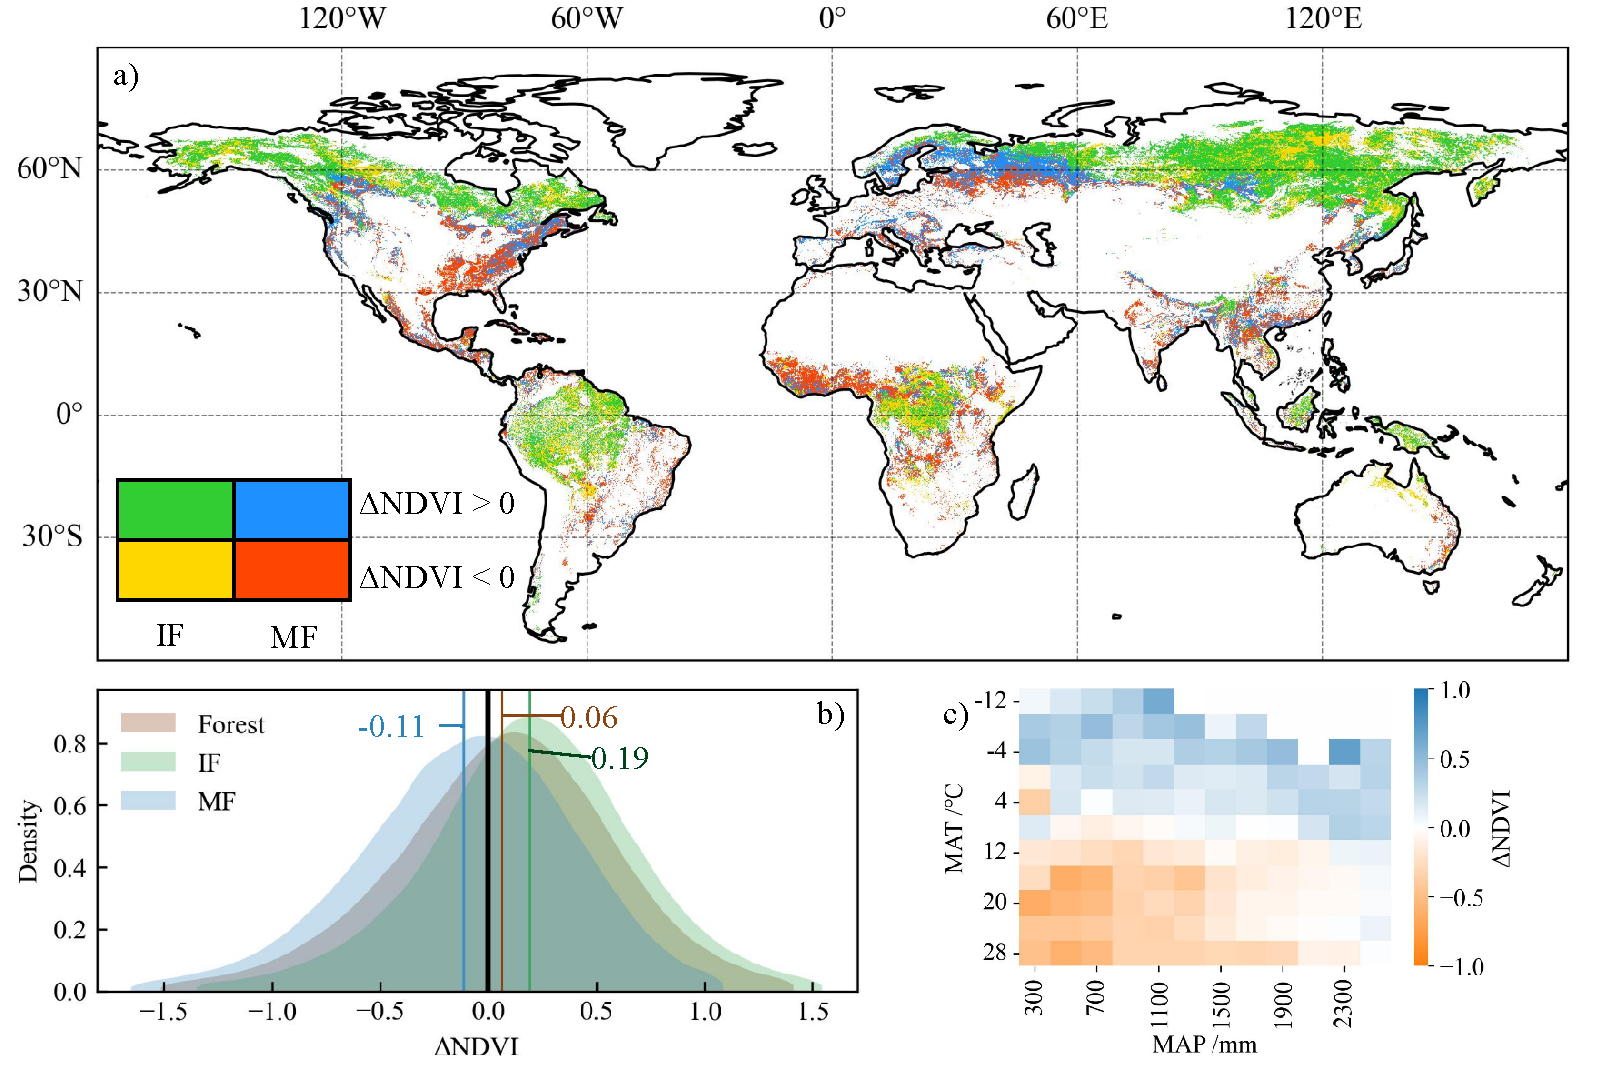 120°W 60°W 0° 60°E 120°E
a)
60°N
30°N
0°
30°S
ΔNDVI > 0
ΔNDVI < 0
IF MF
b)
Forest
IF
MF
-0.11
0.06
0.19
Density
0.8
0.6
0.4
0.2
0.0
−1.5 −1.0 −0.5 0.0 0.5 1.0 1.5
ΔNDVI
c)
MAT /°C
-12
-4
4
12
20
28
300 700 1100 1500 1900 2300
MAP /mm
1.0
0.5
0.0
−0.5
−1.0
ΔNDVI